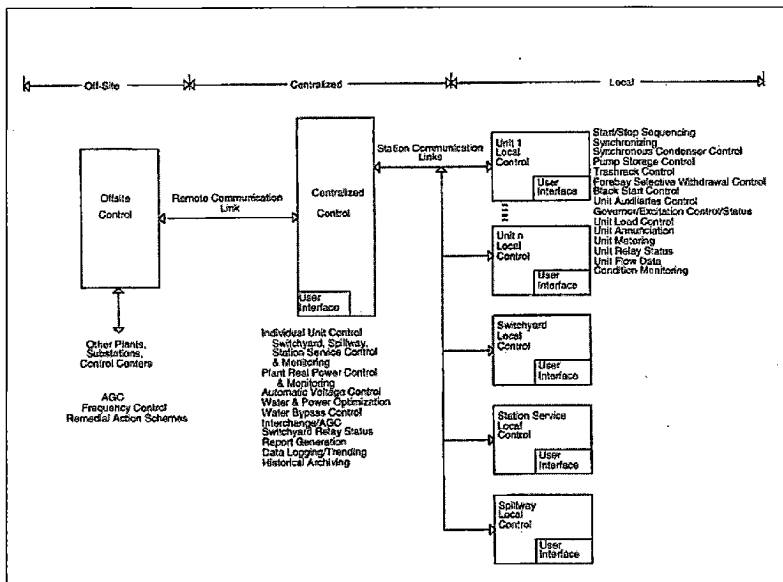 Off-Site
Centralized
Local
Offsite
Control
Remote Communication
Link
Other Plants,
Substations,
Control Centers
AGC
Frequency Control
Remedial Action Schemes
Centralized
Control
User
Interface
Individual Unit Control
Switchyard, Spillway,
Station Service Control
& Monitoring
Plant Real Power Control
& Monitoring
Automatic Voltage Control
Water & Power Optimization
Water Bypass Control
Interchange/AGC
Switchyard Relay Status
Report Generation
Data Logging/Trending
Historical Archiving
Station Communication
Links
Unit 1
Local
Control
User
Interface
Unit n
Local
Control
User
Interface
Switchyard
Local
Control
User
Interface
Station Service
Local
Control
User
Interface
Spillway
Local
Control
User
Interface
Start/Stop Sequencing
Synchronizing
Synchronous Condenser Control
Pump Storage Control
Trashrack Control
Forebay Selective Withdrawal Control
Black Start Control
Unit Auxiliaries Control
Governor/Excitation Control/Status
Unit Load Control
Unit Annunciation
Unit Metering
Unit Relay Status
Unit Flow Data
Condition Monitoring